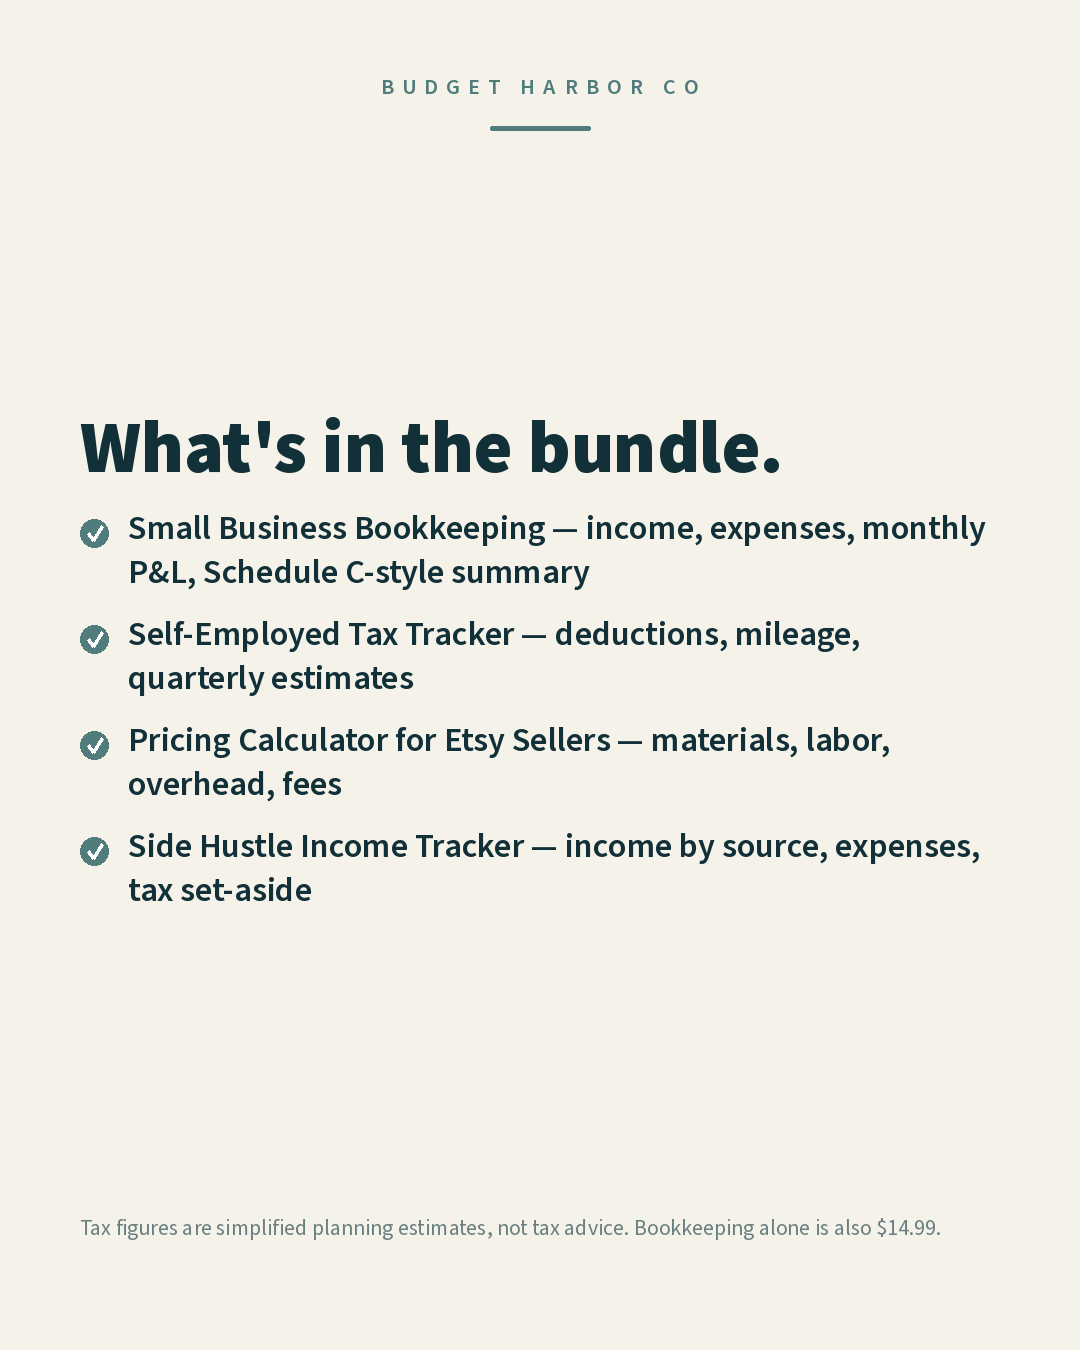 BUDGET HARBOR CO
What's in the bundle.
Small Business Bookkeeping — income, expenses, monthly
P&L, Schedule C-style summary
Self-Employed Tax Tracker — deductions, mileage,
quarterly estimates
Pricing Calculator for Etsy Sellers — materials, labor,
overhead, fees
Side Hustle Income Tracker — income by source, expenses,
tax set-aside
Tax figures are simplified planning estimates, not tax advice. Bookkeeping alone is also $14.99.